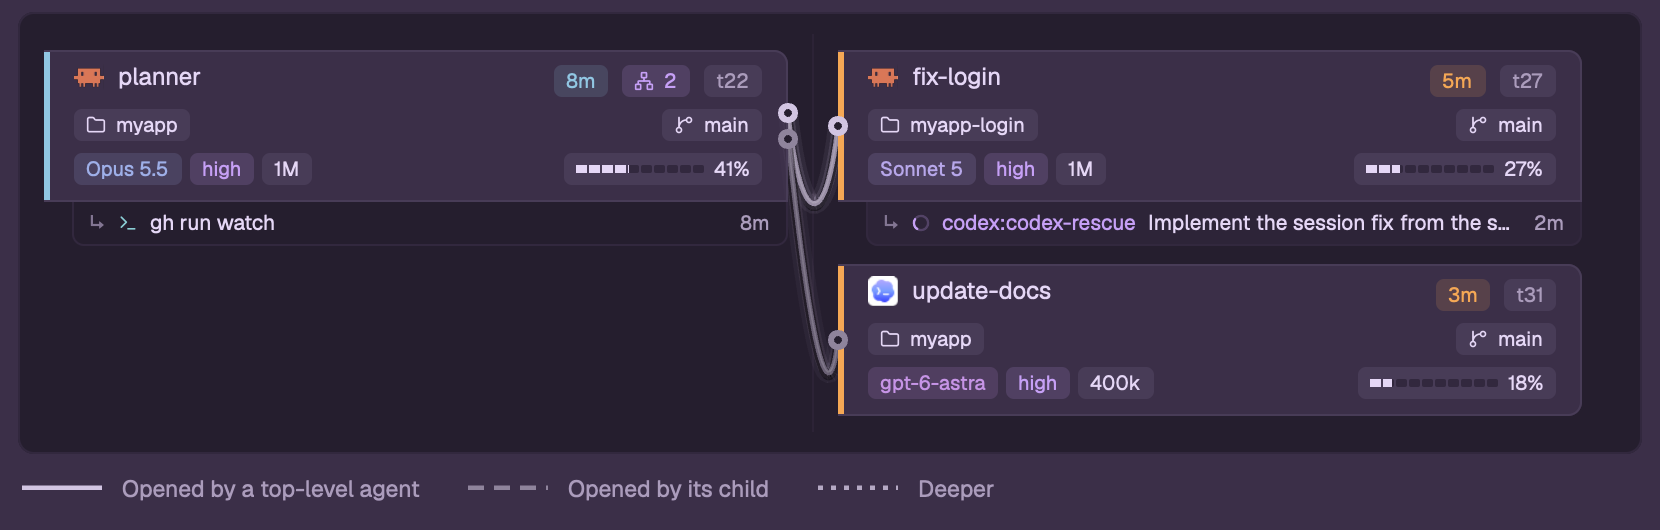 planner 8m 2 t22
myapp main
Opus 5.5 high 1M 41%
gh run watch 8m
fix-login 5m t27
myapp-login main
Sonnet 5 high 1M 27%
codex:codex-rescue Implement the session fix from the s... 2m
update-docs 3m t31
myapp main
gpt-6-astra high 400k 18%
Opened by a top-level agent Opened by its child Deeper